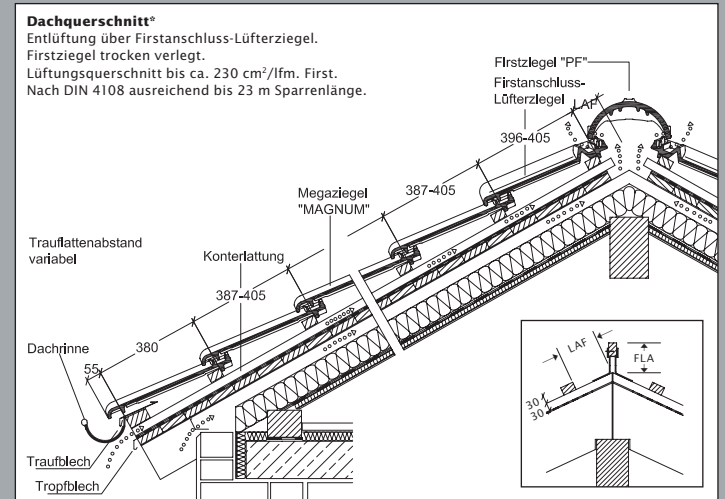 Dachquerschnitt*
Entlüftung über Firstanschluss-Lüfterziegel.
Firstziegel trocken verlegt.
Lüftungsquerschnitt bis ca. 230 cm²/lfm. First.
Nach DIN 4108 ausreichend bis 23 m Sparrenlänge.
FIrstzIegel "PF"
Firstanschluss-
Lüfterziegel
LAF
396-405
387-405
Megaziegel
"MAGNUM"
Trauflattenabstand
variabel
Konterlattung
387-405
380
Dachrinne
55
Traufblech
Tropfblech
LAF
FLA
30
30